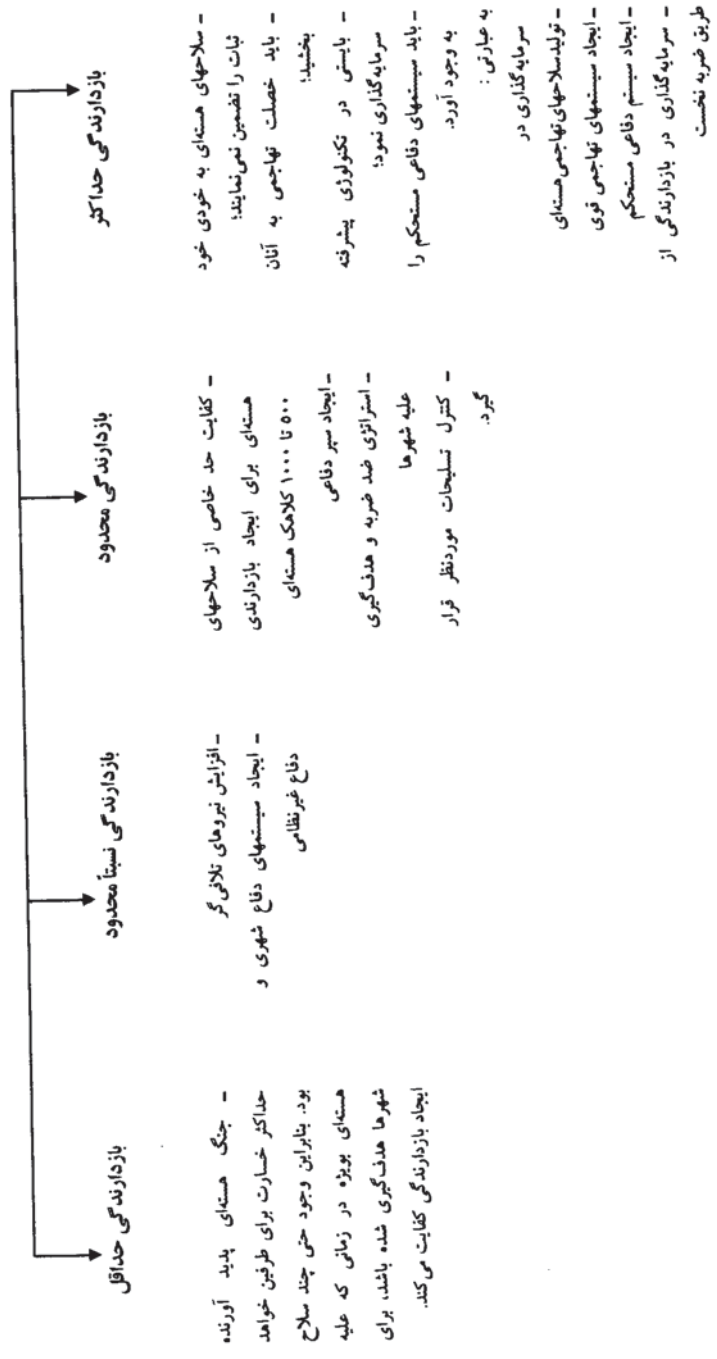 بازدارندگی حداکثر
- سلاحهای هسته‌ای به خودی خود
ثبات را تضمین نمی‌نمایند؛
- باید خصلت تهاجمی به آنان
بخشید؛
- بایستی در تکنولوژی پیشرفته
سرمایه‌گذاری نمود؛
- باید سیستمهای دفاعی مستحکم را
به وجود آورد.
به عبارتی :
سرمایه‌گذاری در
- تولید سلاحهای تهاجمی هسته‌ای
- ایجاد سیستمهای تهاجمی قوی
- ایجاد سیستم دفاعی مستحکم
- سرمایه‌گذاری در بازدارندگی از
طریق ضربه نخست
بازدارندگی محدود
- کفایت حد خاصی از سلاحهای
هسته‌ای برای ایجاد بازدارندی
۵۰۰ تا ۱۰۰۰ کلاهک هسته‌ای
- ایجاد سپر دفاعی
- استراتژی ضد ضربه و هدف‌گیری
علیه شهرها
- کنترل تسلیحات موردنظر قرار
گیرد.
بازدارندگی نسبتاً محدود
- افزایش نیروهای تلافی‌گر
- ایجاد سیستمهای دفاع شهری و
دفاع غیرنظامی
بازدارندگی حداقل
- جنگ هسته‌ای پدید آورنده
حداکثر خسارت برای طرفین خواهد
بود. بنابراین وجود حتی چند سلاح
هسته‌ای بویژه در زمانی که علیه
شهرها هدف‌گیری شده باشد، برای
ایجاد بازدارندگی کفایت می‌کند.